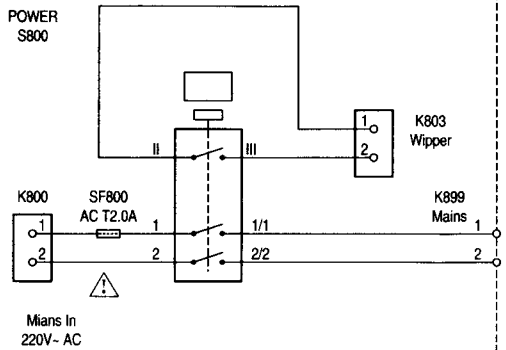 POWER
S800
1
2
K803
Wipper
II
III
K800
SF800
AC T2.0A
K899
Mains
1
1
1/1
1
2
2
2/2
2
!
Mians In
220V~ AC